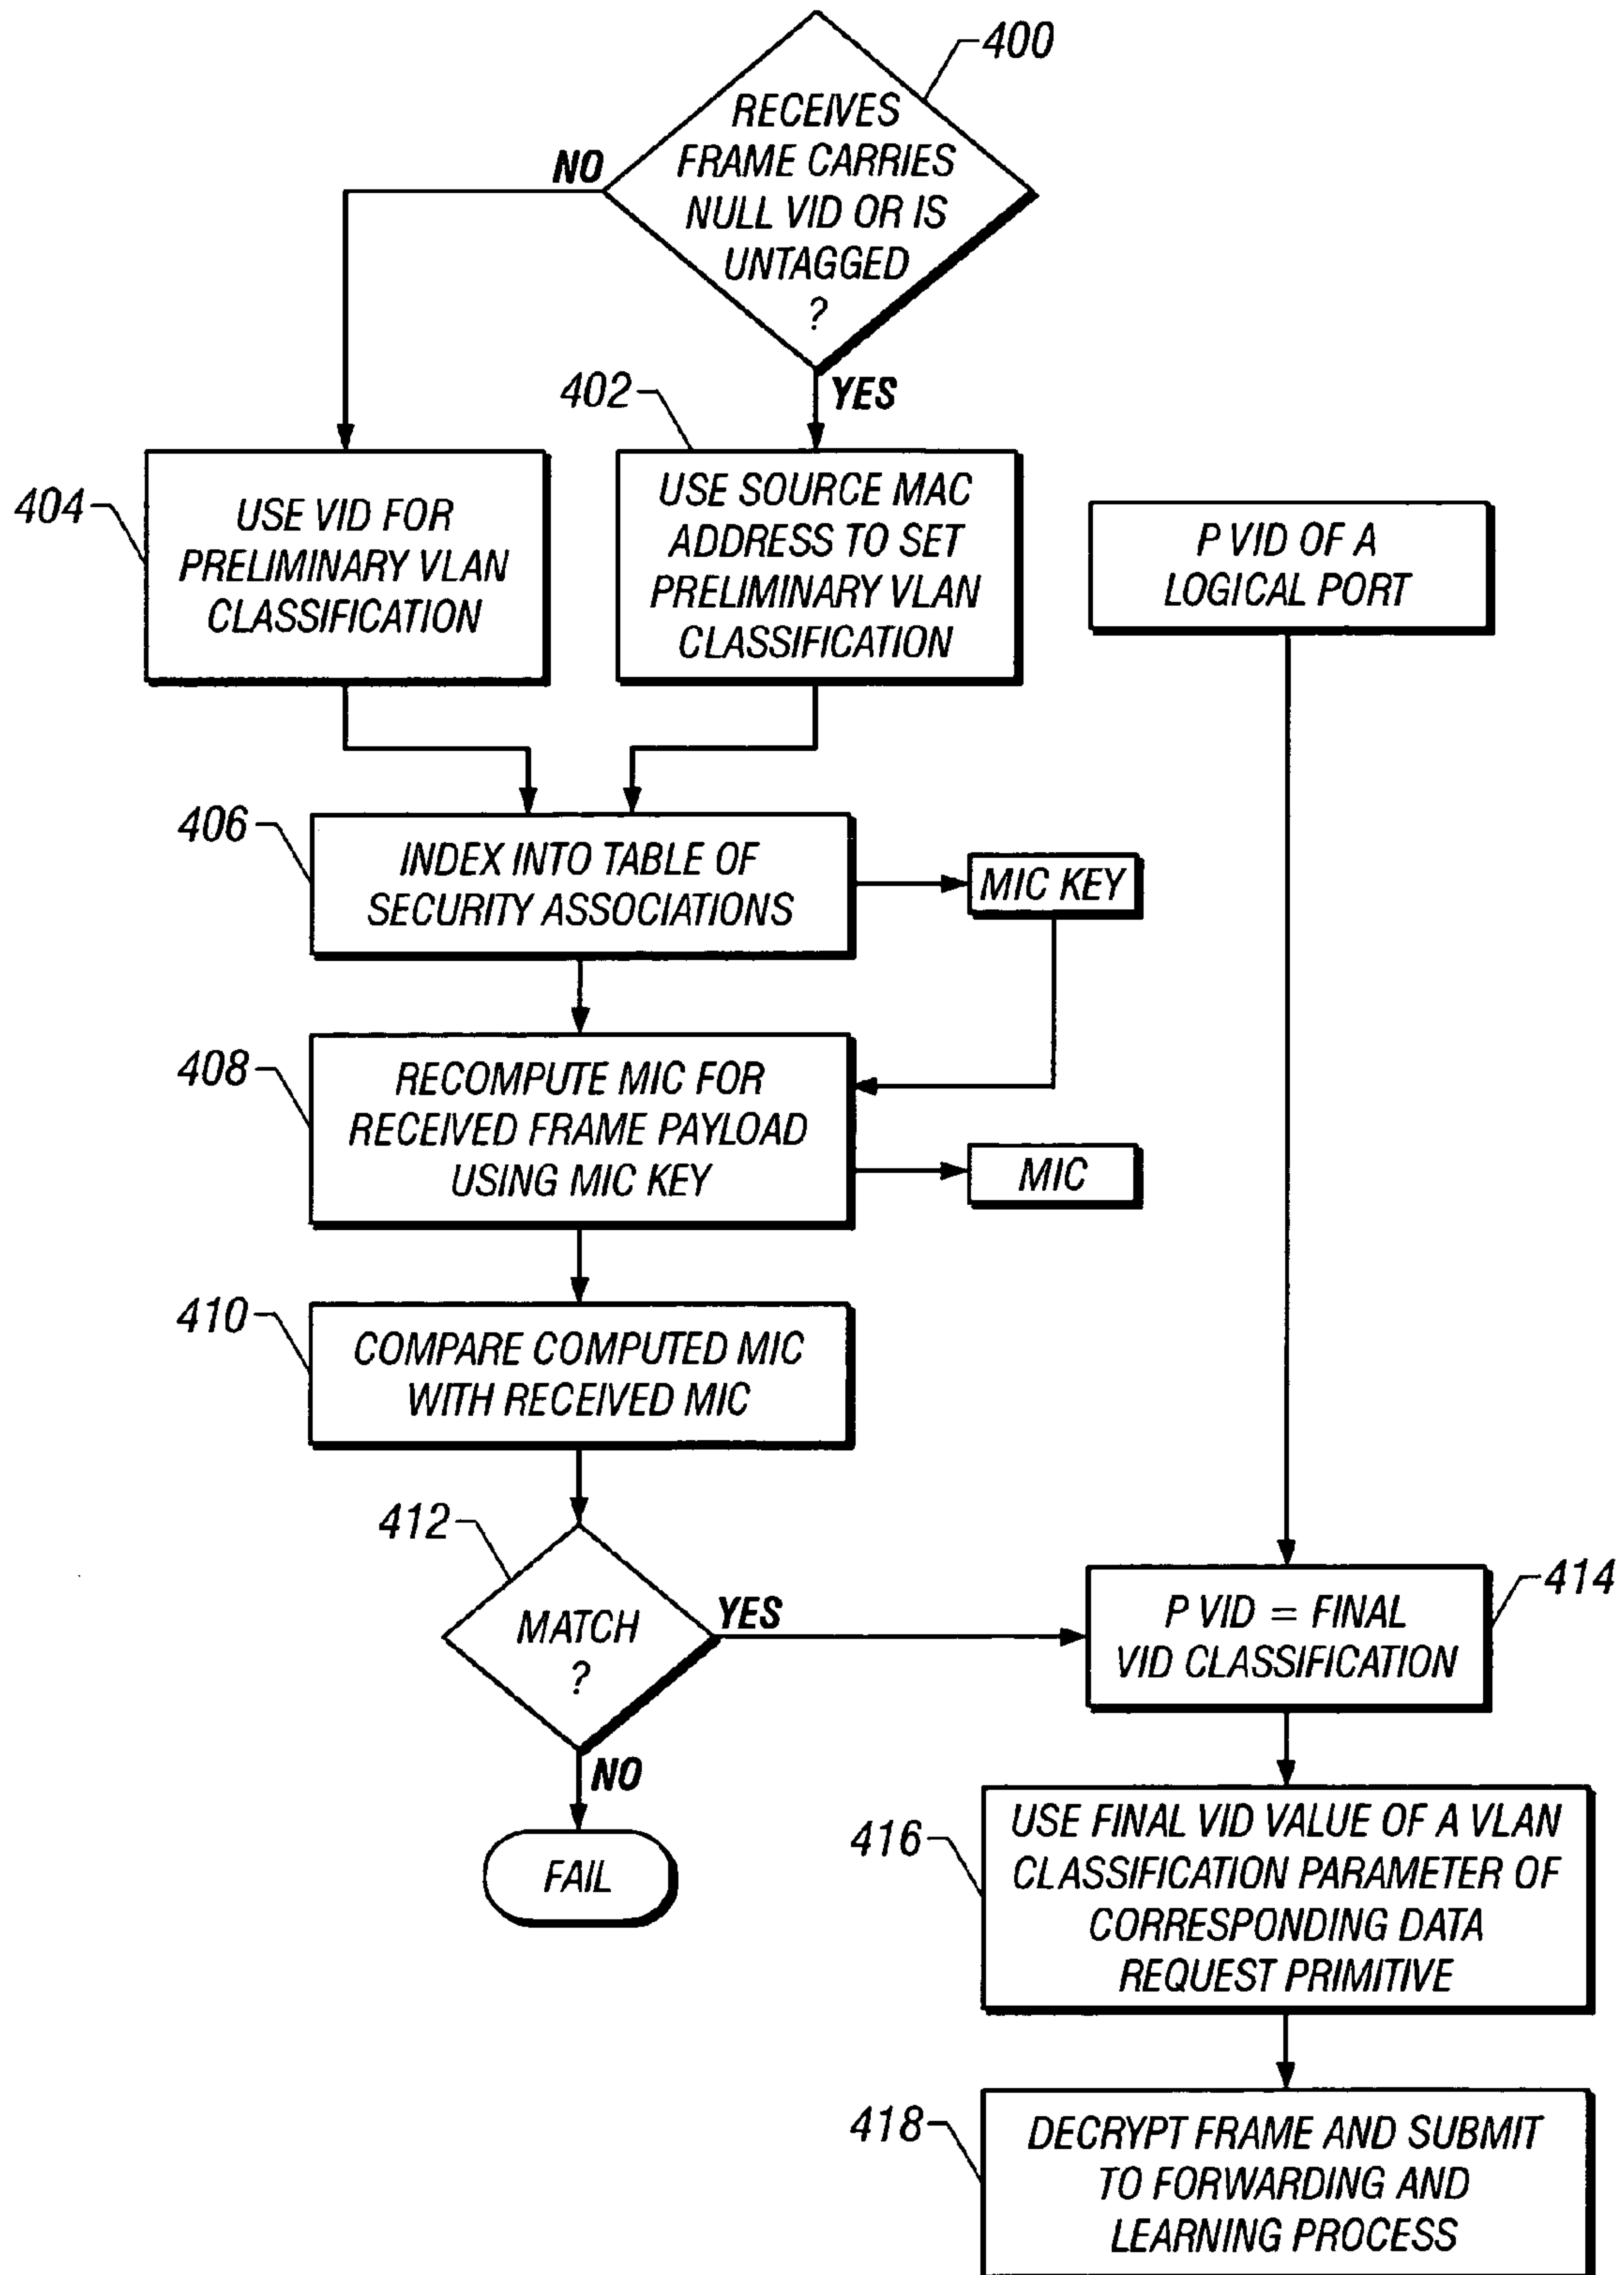 400
RECEIVES
FRAME CARRIES
NULL VID OR IS
UNTAGGED
?
NO
YES
402
404
USE VID FOR
PRELIMINARY VLAN
CLASSIFICATION
USE SOURCE MAC
ADDRESS TO SET
PRELIMINARY VLAN
CLASSIFICATION
P VID OF A
LOGICAL PORT
406
INDEX INTO TABLE OF
SECURITY ASSOCIATIONS
MIC KEY
408
RECOMPUTE MIC FOR
RECEIVED FRAME PAYLOAD
USING MIC KEY
MIC
410
COMPARE COMPUTED MIC
WITH RECEIVED MIC
412
MATCH
?
YES
NO
FAIL
414
P VID = FINAL
VID CLASSIFICATION
416
USE FINAL VID VALUE OF A VLAN
CLASSIFICATION PARAMETER OF
CORRESPONDING DATA
REQUEST PRIMITIVE
418
DECRYPT FRAME AND SUBMIT
TO FORWARDING AND
LEARNING PROCESS